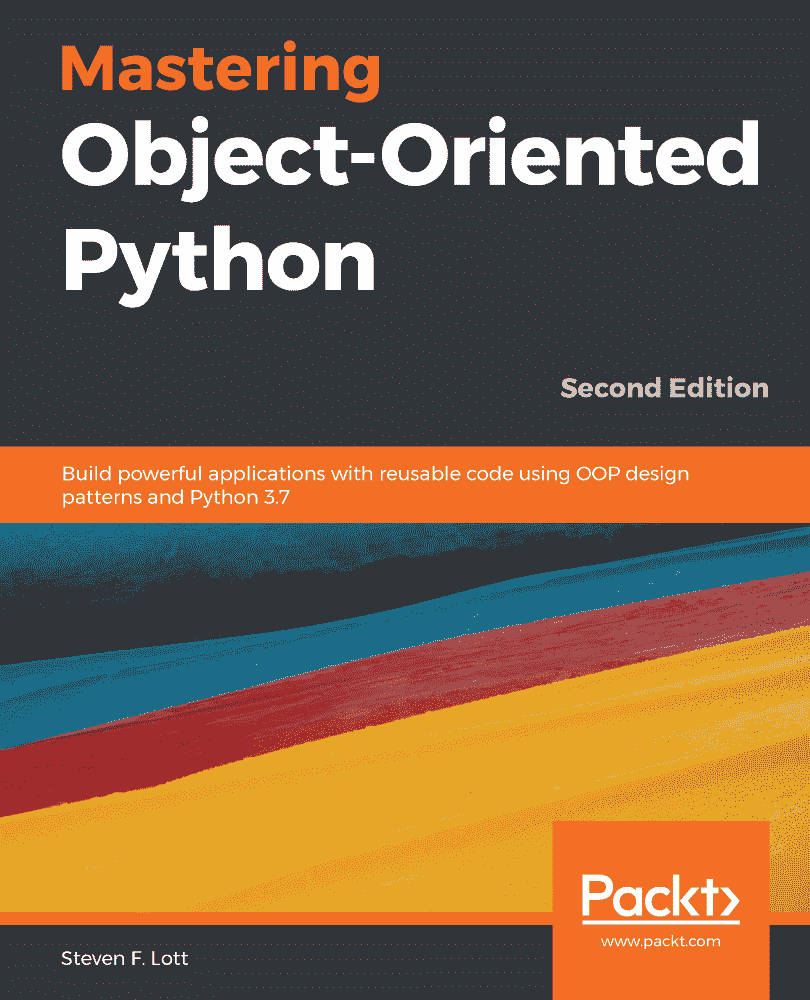 Mastering
Object-Oriented
Python
Second Edition
Build powerful applications with reusable code using OOP design
patterns and Python 3.7
Packt>
www.packt.com
Steven F. Lott